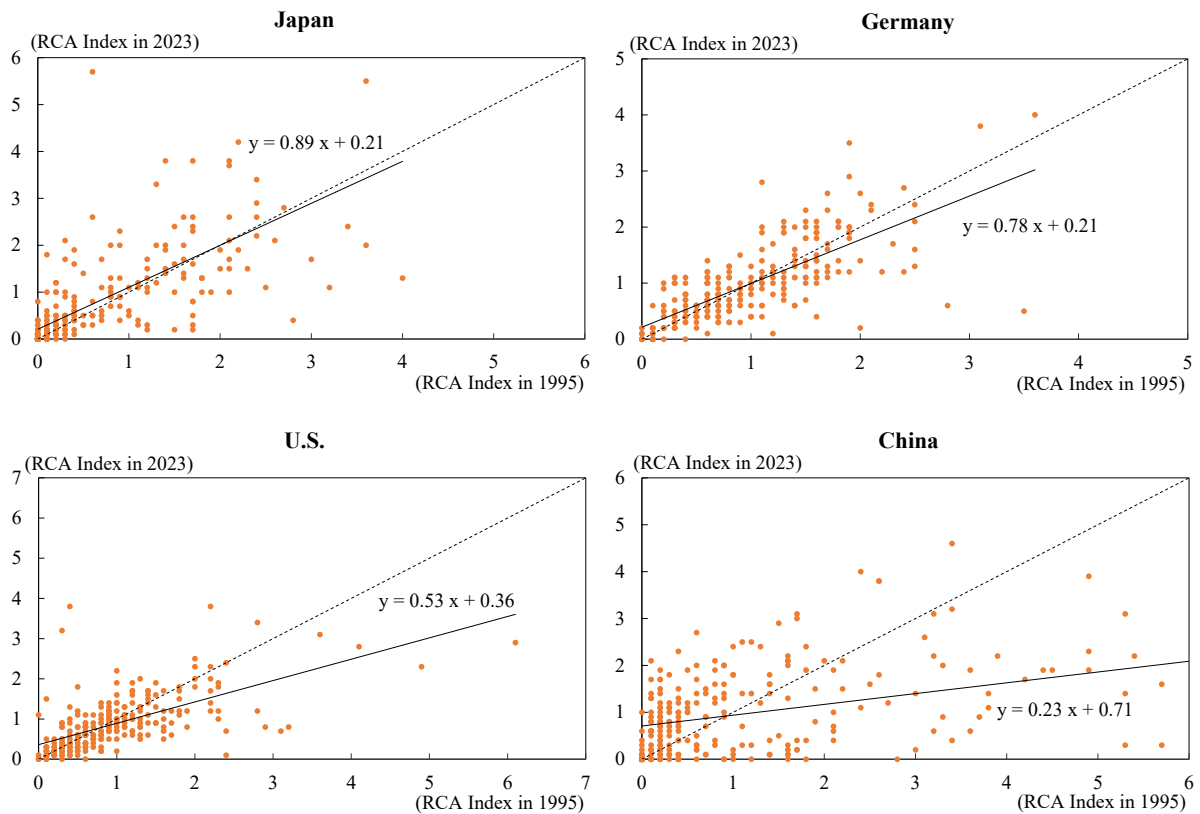 Japan
(RCA Index in 2023)
6
5
4
3
2
1
0
y = 0.89 x + 0.21
0 1 2 3 4 5 6
(RCA Index in 1995)
Germany
(RCA Index in 2023)
5
4
3
2
1
0
y = 0.78 x + 0.21
0 1 2 3 4 5
(RCA Index in 1995)
U.S.
(RCA Index in 2023)
7
6
5
4
3
2
1
0
y = 0.53 x + 0.36
0 1 2 3 4 5 6 7
(RCA Index in 1995)
China
(RCA Index in 2023)
6
5
4
3
2
1
0
y = 0.23 x + 0.71
0 1 2 3 4 5 6
(RCA Index in 1995)